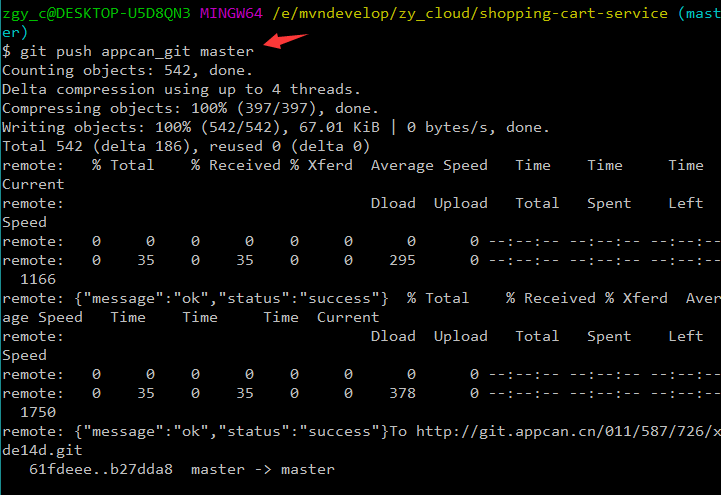 zgy_c@DESKTOP-U5D8QN3 MINGW64 /e/mvndevelop/zy_cloud/shopping-cart-service (mast
er)
$ git push appcan_git master
Counting objects: 542, done.
Delta compression using up to 4 threads.
Compressing objects: 100% (397/397), done.
Writing objects: 100% (542/542), 67.01 KiB | 0 bytes/s, done.
Total 542 (delta 186), reused 0 (delta 0)
remote:   % Total    % Received % Xferd  Average Speed   Time    Time     Time
Current
remote:                                  Dload  Upload   Total   Spent    Left
Speed
remote:   0     0    0     0    0     0      0      0 --:--:-- --:--:-- --:--:--
remote:   0    35    0    35    0     0    295      0 --:--:-- --:--:-- --:--:--
  1166
remote: {"message":"ok","status":"success"}  % Total    % Received % Xferd  Aver
age Speed   Time    Time     Time  Current
remote:                                  Dload  Upload   Total   Spent    Left
Speed
remote:   0     0    0     0    0     0      0      0 --:--:-- --:--:-- --:--:--
remote:   0    35    0    35    0     0    378      0 --:--:-- --:--:-- --:--:--
  1750
remote: {"message":"ok","status":"success"}To http://git.appcan.cn/011/587/726/x
de14d.git
   61fdeee..b27dda8  master -> master